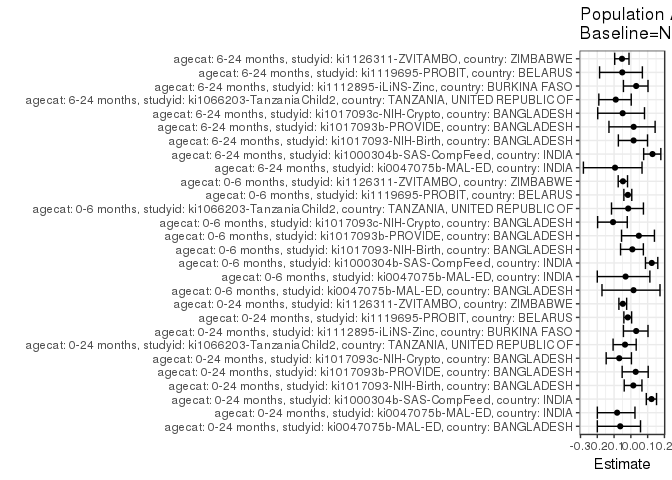 Population A
Baseline=N
agecat: 6-24 months, studyid: ki1126311-ZVITAMBO, country: ZIMBABWE
agecat: 6-24 months, studyid: ki1119695-PROBIT, country: BELARUS
agecat: 6-24 months, studyid: ki1112895-iLiNS-Zinc, country: BURKINA FASO
agecat: 6-24 months, studyid: ki1066203-TanzaniaChild2, country: TANZANIA, UNITED REPUBLIC OF
agecat: 6-24 months, studyid: ki1017093c-NIH-Crypto, country: BANGLADESH
agecat: 6-24 months, studyid: ki1017093b-PROVIDE, country: BANGLADESH
agecat: 6-24 months, studyid: ki1017093-NIH-Birth, country: BANGLADESH
agecat: 6-24 months, studyid: ki1000304b-SAS-CompFeed, country: INDIA
agecat: 6-24 months, studyid: ki0047075b-MAL-ED, country: INDIA
agecat: 0-6 months, studyid: ki1126311-ZVITAMBO, country: ZIMBABWE
agecat: 0-6 months, studyid: ki1119695-PROBIT, country: BELARUS
agecat: 0-6 months, studyid: ki1066203-TanzaniaChild2, country: TANZANIA, UNITED REPUBLIC OF
agecat: 0-6 months, studyid: ki1017093c-NIH-Crypto, country: BANGLADESH
agecat: 0-6 months, studyid: ki1017093b-PROVIDE, country: BANGLADESH
agecat: 0-6 months, studyid: ki1017093-NIH-Birth, country: BANGLADESH
agecat: 0-6 months, studyid: ki1000304b-SAS-CompFeed, country: INDIA
agecat: 0-6 months, studyid: ki0047075b-MAL-ED, country: INDIA
agecat: 0-6 months, studyid: ki0047075b-MAL-ED, country: BANGLADESH
agecat: 0-24 months, studyid: ki1126311-ZVITAMBO, country: ZIMBABWE
agecat: 0-24 months, studyid: ki1119695-PROBIT, country: BELARUS
agecat: 0-24 months, studyid: ki1112895-iLiNS-Zinc, country: BURKINA FASO
agecat: 0-24 months, studyid: ki1066203-TanzaniaChild2, country: TANZANIA, UNITED REPUBLIC OF
agecat: 0-24 months, studyid: ki1017093c-NIH-Crypto, country: BANGLADESH
agecat: 0-24 months, studyid: ki1017093b-PROVIDE, country: BANGLADESH
agecat: 0-24 months, studyid: ki1017093-NIH-Birth, country: BANGLADESH
agecat: 0-24 months, studyid: ki1000304b-SAS-CompFeed, country: INDIA
agecat: 0-24 months, studyid: ki0047075b-MAL-ED, country: INDIA
agecat: 0-24 months, studyid: ki0047075b-MAL-ED, country: BANGLADESH
-0.3-0.2-0.10.00.10.2
Estimate